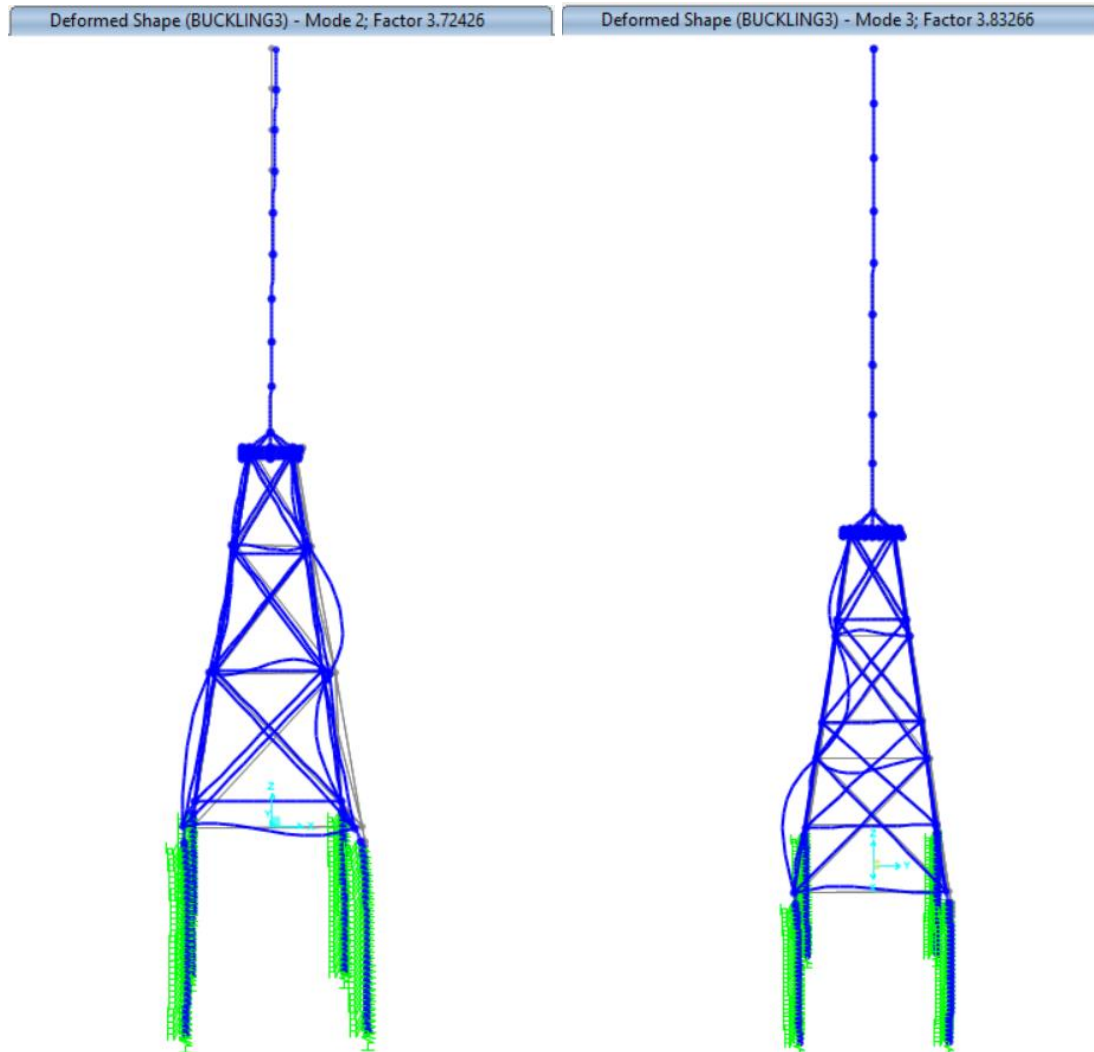 Deformed Shape (BUCKLING3) - Mode 2; Factor 3.72426
Deformed Shape (BUCKLING3) - Mode 3; Factor 3.83266
Z
Y
X
Z
Y